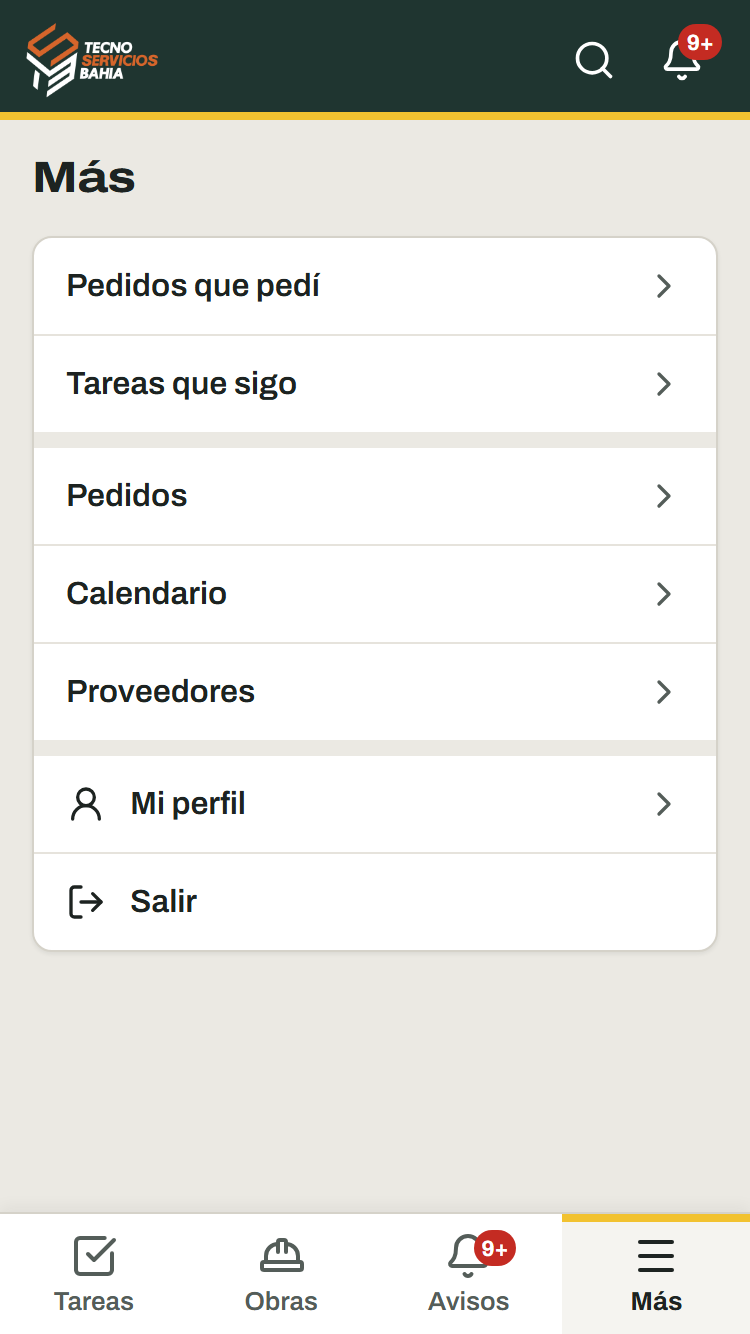 TECNO
SERVICIOS
BAHIA
9+
Más
Pedidos que pedí
Tareas que sigo
Pedidos
Calendario
Proveedores
Mi perfil
Salir
9+
Tareas
Obras
Avisos
Más